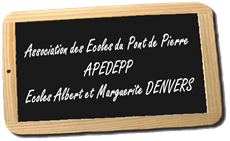 Association des Ecoles du Pont de Pierre
APEDEPP
Ecoles Albert et Marguerite DENVERS